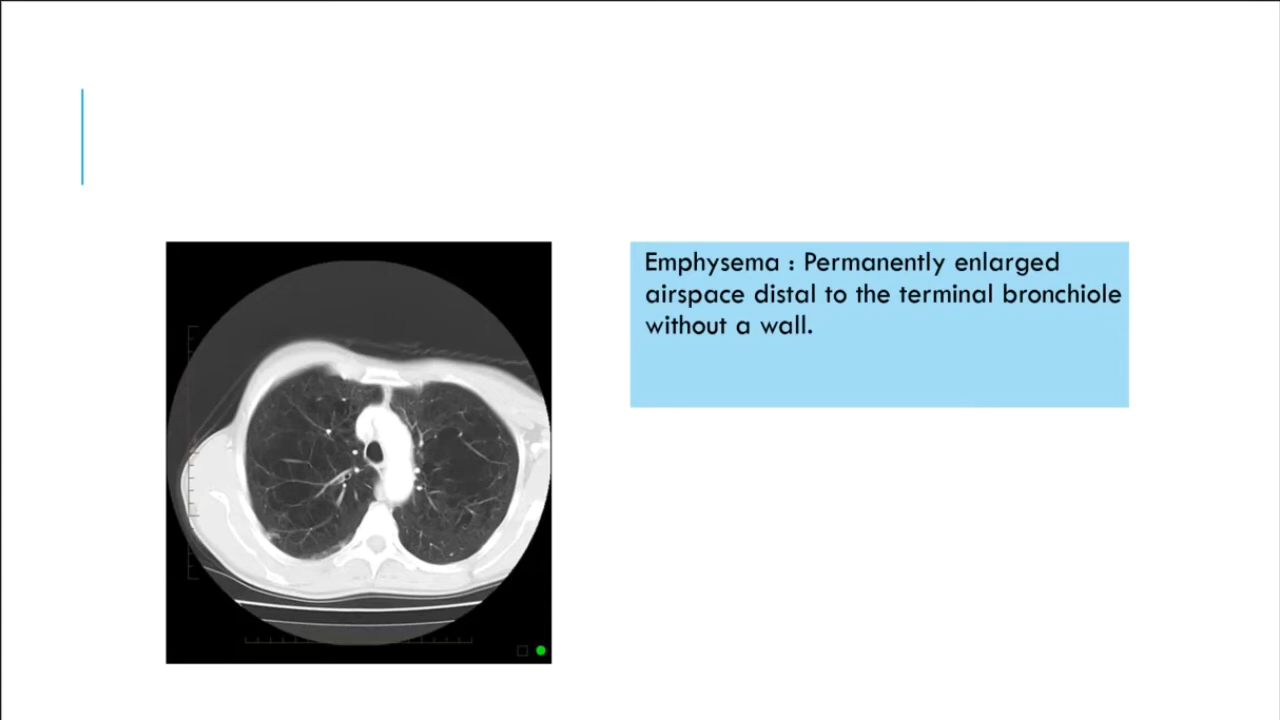 Emphysema : Permanently enlarged
airspace distal to the terminal bronchiole
without a wall.